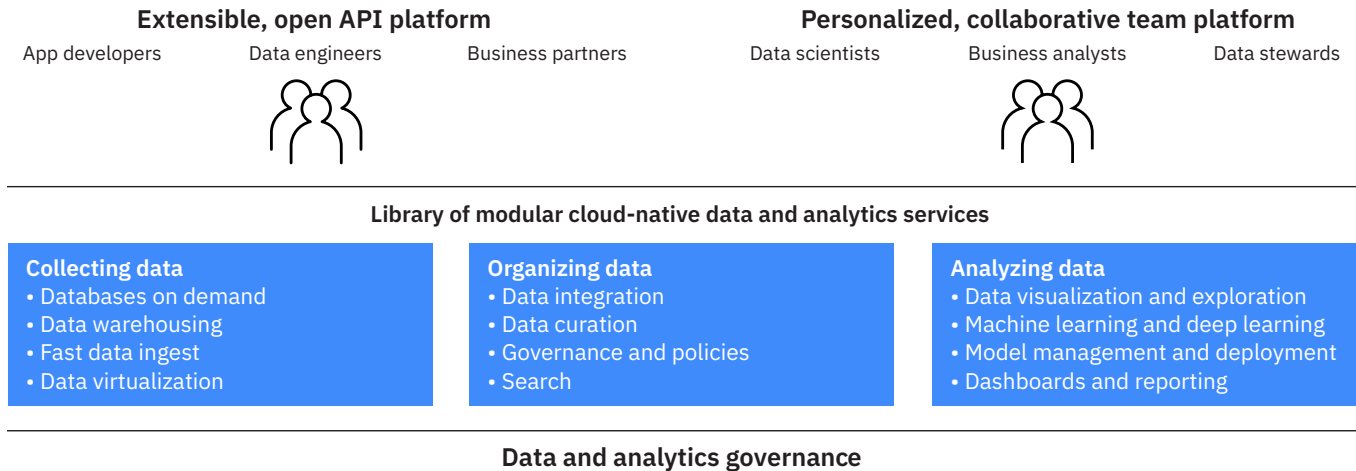 Extensible, open API platform
App developers Data engineers Business partners
Personalized, collaborative team platform
Data scientists Business analysts Data stewards
Library of modular cloud-native data and analytics services
Collecting data
• Databases on demand
• Data warehousing
• Fast data ingest
• Data virtualization
Organizing data
• Data integration
• Data curation
• Governance and policies
• Search
Analyzing data
• Data visualization and exploration
• Machine learning and deep learning
• Model management and deployment
• Dashboards and reporting
Data and analytics governance